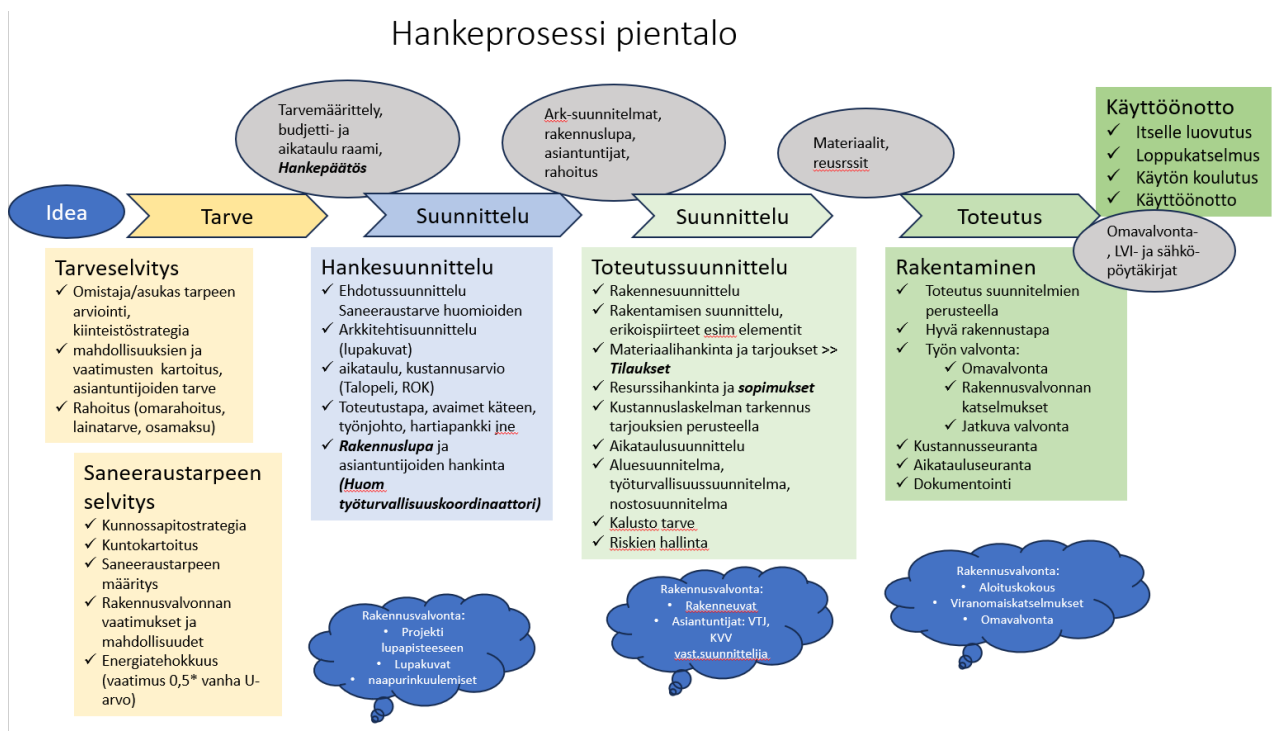 Hankeprosessi pientalo
Tarvemäärittely,
budjetti- ja
aikataulu raami,
Hankepäätös
Ark-suunnitelmat,
rakennuslupa,
asiantuntijat,
rahoitus
Materiaalit,
reusrssit
Käyttöönotto
✓ Itselle luovutus
✓ Loppukatselmus
✓ Käytön koulutus
✓ Käyttöönotto
Idea
Tarve
Suunnittelu
Suunnittelu
Toteutus
Omavalvonta-
, LVI- ja sähkö-
pöytäkirjat
Tarveselvitys
✓ Omistaja/asukas tarpeen
arviointi,
kiinteistöstrategia
✓ mahdollisuuksien ja
vaatimusten kartoitus,
asiantuntijoiden tarve
✓ Rahoitus (omarahoitus,
lainatarve, osamaksu)
Saneeraustarpeen
selvitys
✓ Kunnossapitostrategia
✓ Kuntokartoitus
✓ Saneeraustarpeen
määritys
✓ Rakennusvalvonnan
vaatimukset ja
mahdollisuudet
✓ Energiatehokkuus
(vaatimus 0,5* vanha U-
arvo)
Hankesuunnittelu
✓ Ehdotussuunnittelu
Saneeraustarve huomioiden
✓ Arkkitehtisuunnittelu
(lupakuvat)
✓ aikataulu, kustannusarvio
(Talopeli, ROK)
✓ Toteutustapa, avaimet käteen,
työnjohto, hartiapankki jne
✓ Rakennuslupa ja
asiantuntijoiden hankinta
(Huom
työturvallisuuskoordinaattori)
Rakennusvalvonta:
• Projekti
lupapisteeseen
• Lupakuvat
• naapurinkuulemiset
Toteutussuunnittelu
✓ Rakennesuunnittelu
✓ Rakentamisen suunnittelu,
erikoispiirteet esim elementit
✓ Materiaalihankinta ja tarjoukset >>
Tilaukset
✓ Resurssihankinta ja sopimukset
✓ Kustannuslaskelman tarkennus
tarjouksien perusteella
✓ Aikataulusuunnittelu
✓ Aluesuunnitelma,
työturvallisuussuunnitelma,
nostosuunnitelma
✓ Kalusto tarve
✓ Riskien hallinta
Rakennusvalvonta:
• Rakenneuvat
• Asiantuntijat: VTJ,
KVV
vast.suunnittelija
Rakentaminen
✓ Toteutus suunnitelmien
perusteella
✓ Hyvä rakennustapa
✓ Työn valvonta:
✓ Omavalvonta
✓ Rakennusvalvonnan
katselmukset
✓ Jatkuva valvonta
✓ Kustannusseuranta
✓ Aikatauluseuranta
✓ Dokumentointi
Rakennusvalvonta:
• Aloituskokous
• Viranomaiskatselmukset
• Omavalvonta